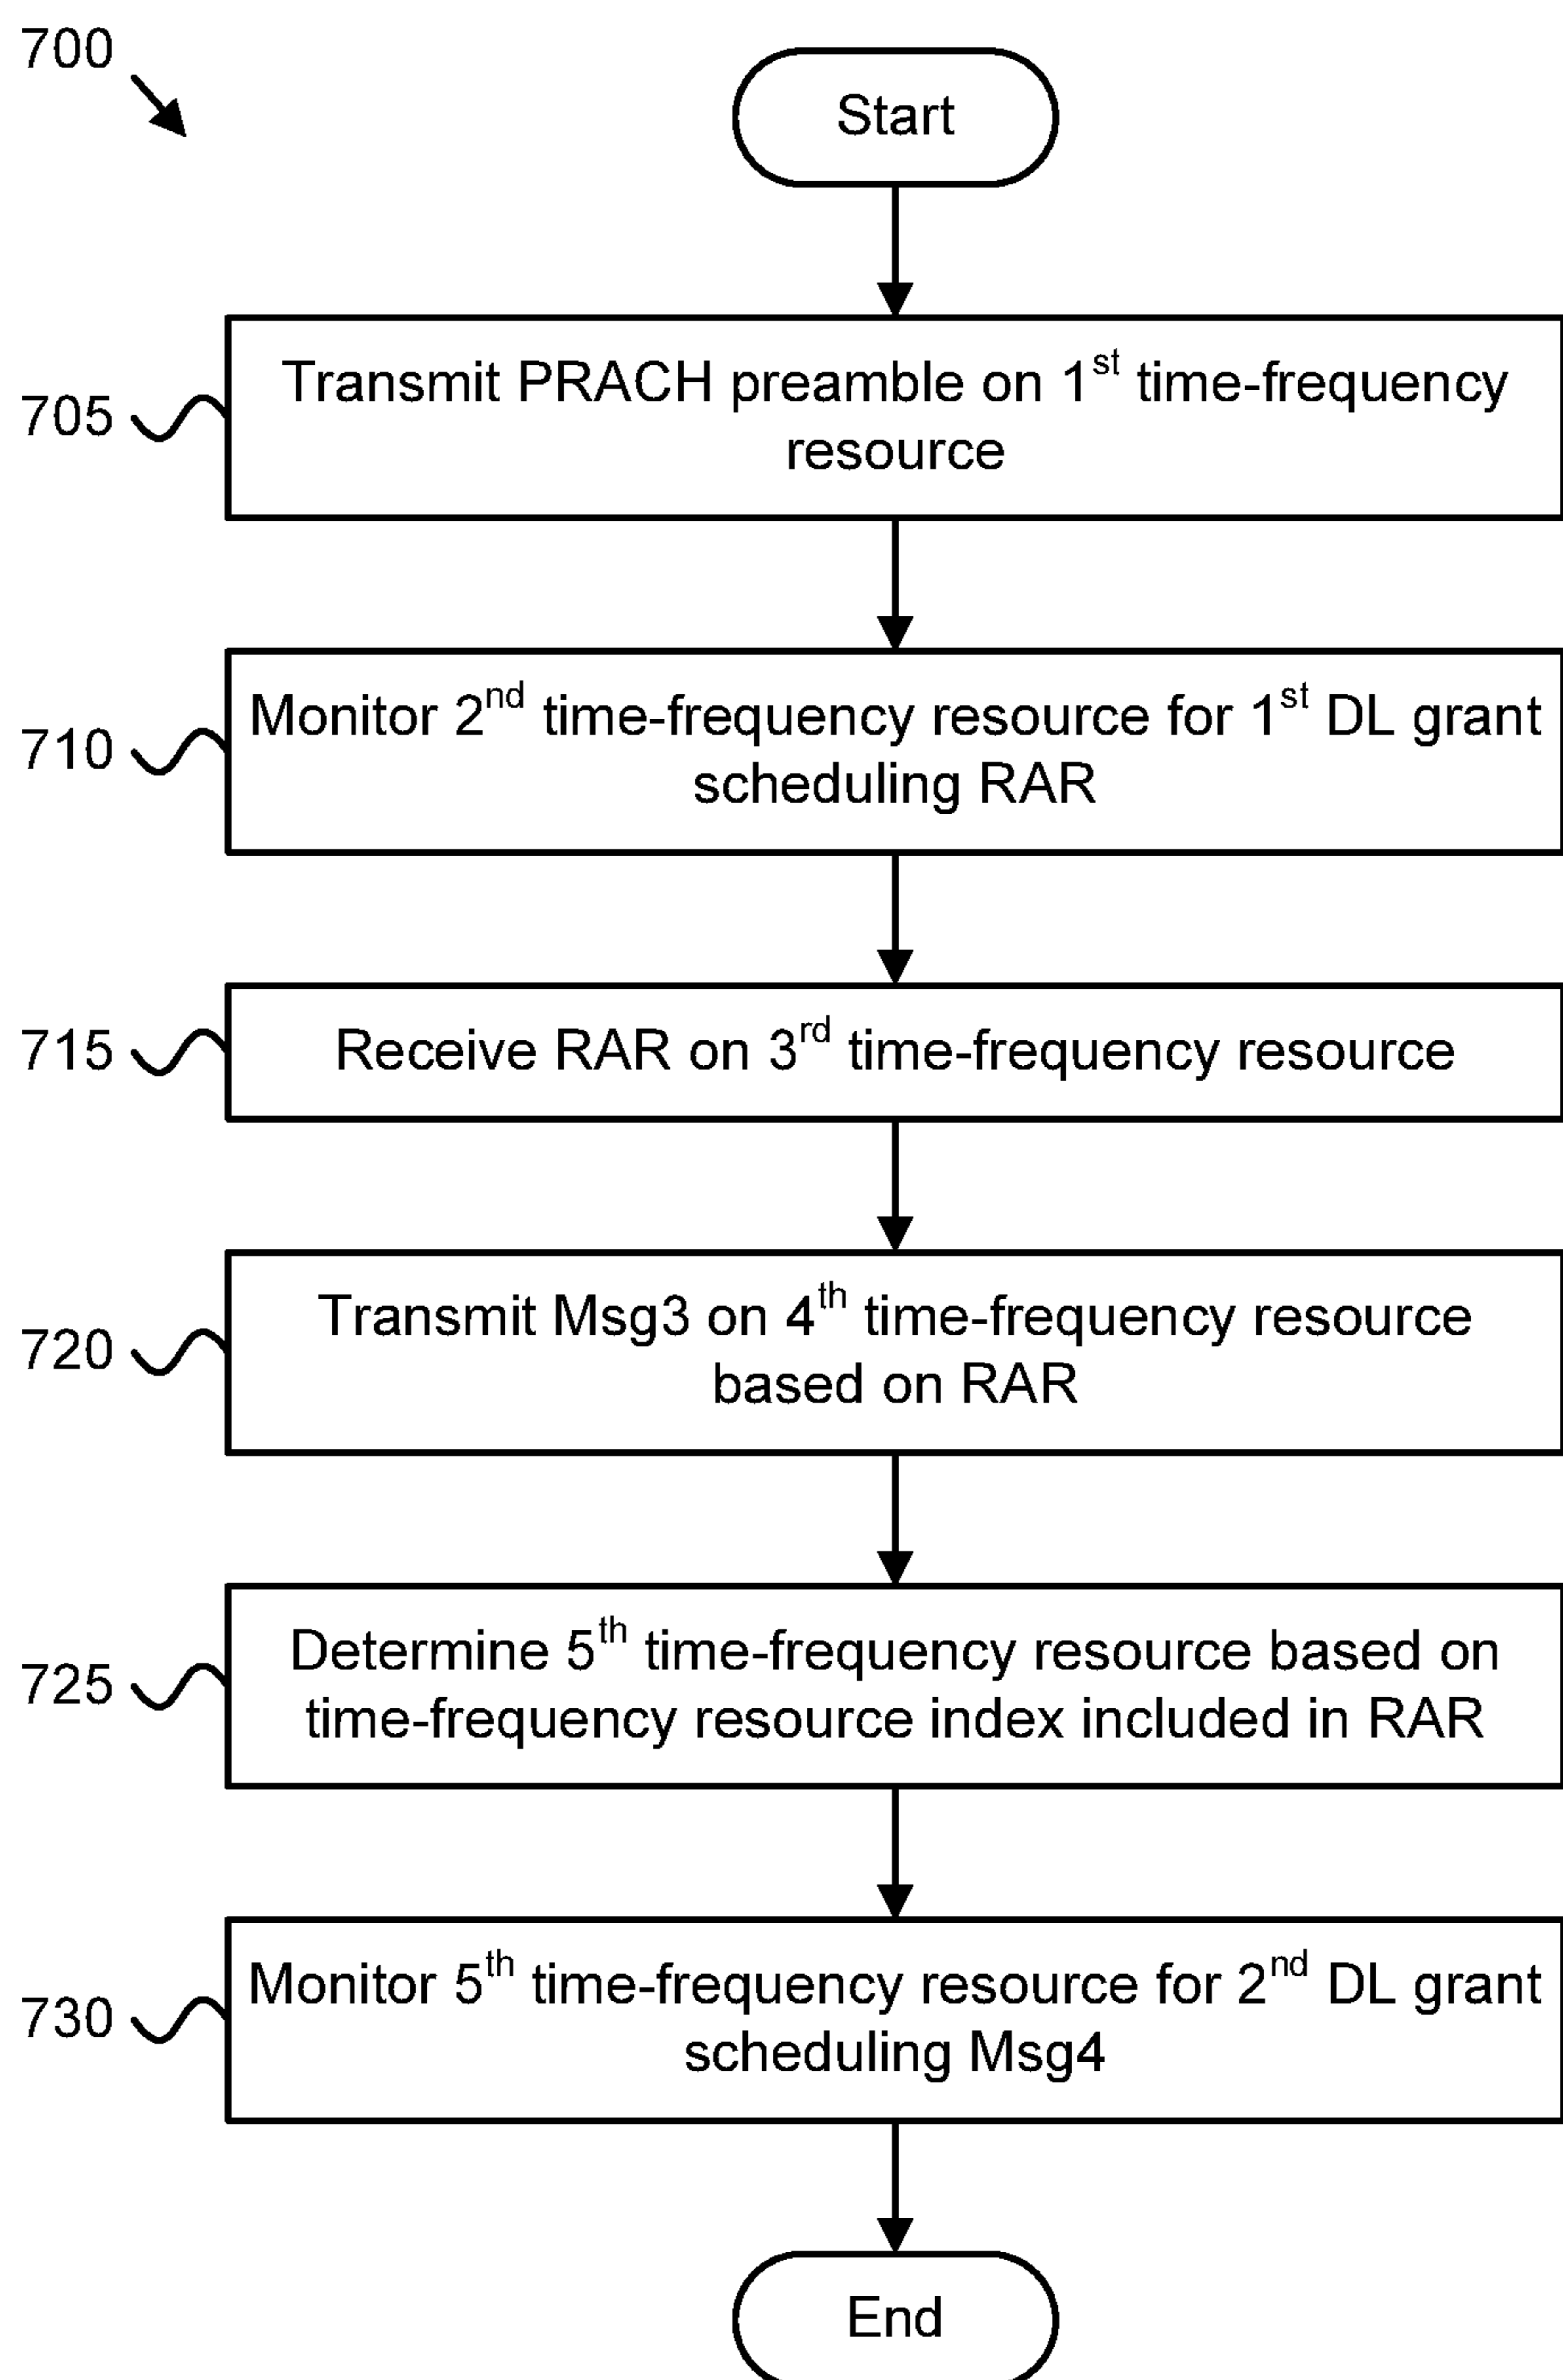 700
Start
705
Transmit PRACH preamble on 1st time-frequency
resource
710
Monitor 2nd time-frequency resource for 1st DL grant
scheduling RAR
715
Receive RAR on 3rd time-frequency resource
720
Transmit Msg3 on 4th time-frequency resource
based on RAR
725
Determine 5th time-frequency resource based on
time-frequency resource index included in RAR
730
Monitor 5th time-frequency resource for 2nd DL grant
scheduling Msg4
End